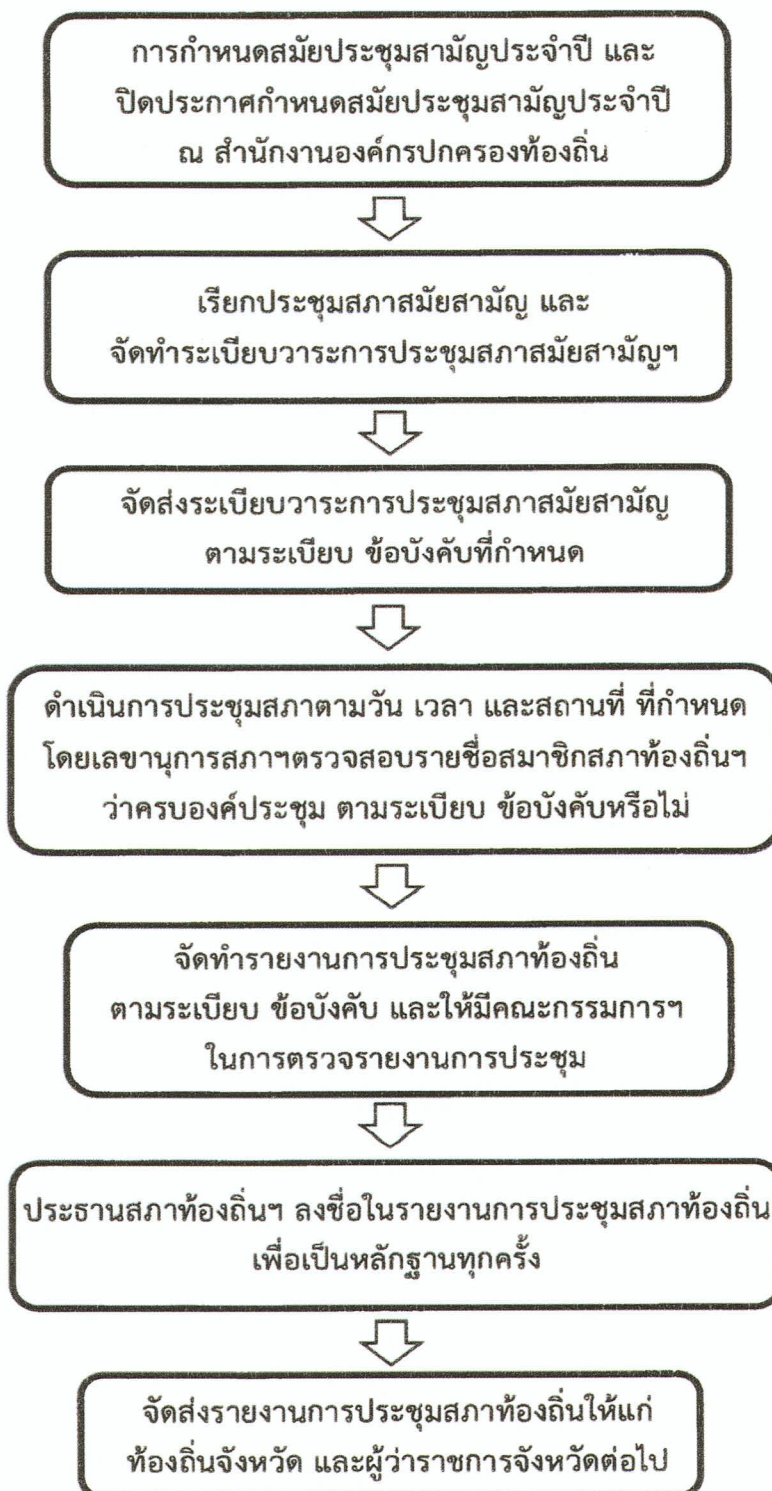 การกำหนดสมัยประชุมสามัญประจำปี และ
ปิดประกาศกำหนดสมัยประชุมสามัญประจำปี
ณ สำนักงานองค์กรปกครองท้องถิ่น
เรียกประชุมสภาสมัยสามัญ และ
จัดทำระเบียบวาระการประชุมสภาสมัยสามัญฯ
จัดส่งระเบียบวาระการประชุมสภาสมัยสามัญ
ตามระเบียบ ข้อบังคับที่กำหนด
ดำเนินการประชุมสภาตามวัน เวลา และสถานที่ ที่กำหนด
โดยเลขานุการสภาฯตรวจสอบรายชื่อสมาชิกสภาท้องถิ่นฯ
ว่าครบองค์ประชุม ตามระเบียบ ข้อบังคับหรือไม่
จัดทำรายงานการประชุมสภาท้องถิ่น
ตามระเบียบ ข้อบังคับ และให้มีคณะกรรมการฯ
ในการตรวจรายงานการประชุม
ประธานสภาท้องถิ่นฯ ลงชื่อในรายงานการประชุมสภาท้องถิ่น
เพื่อเป็นหลักฐานทุกครั้ง
จัดส่งรายงานการประชุมสภาท้องถิ่นให้แก่
ท้องถิ่นจังหวัด และผู้ว่าราชการจังหวัดต่อไป